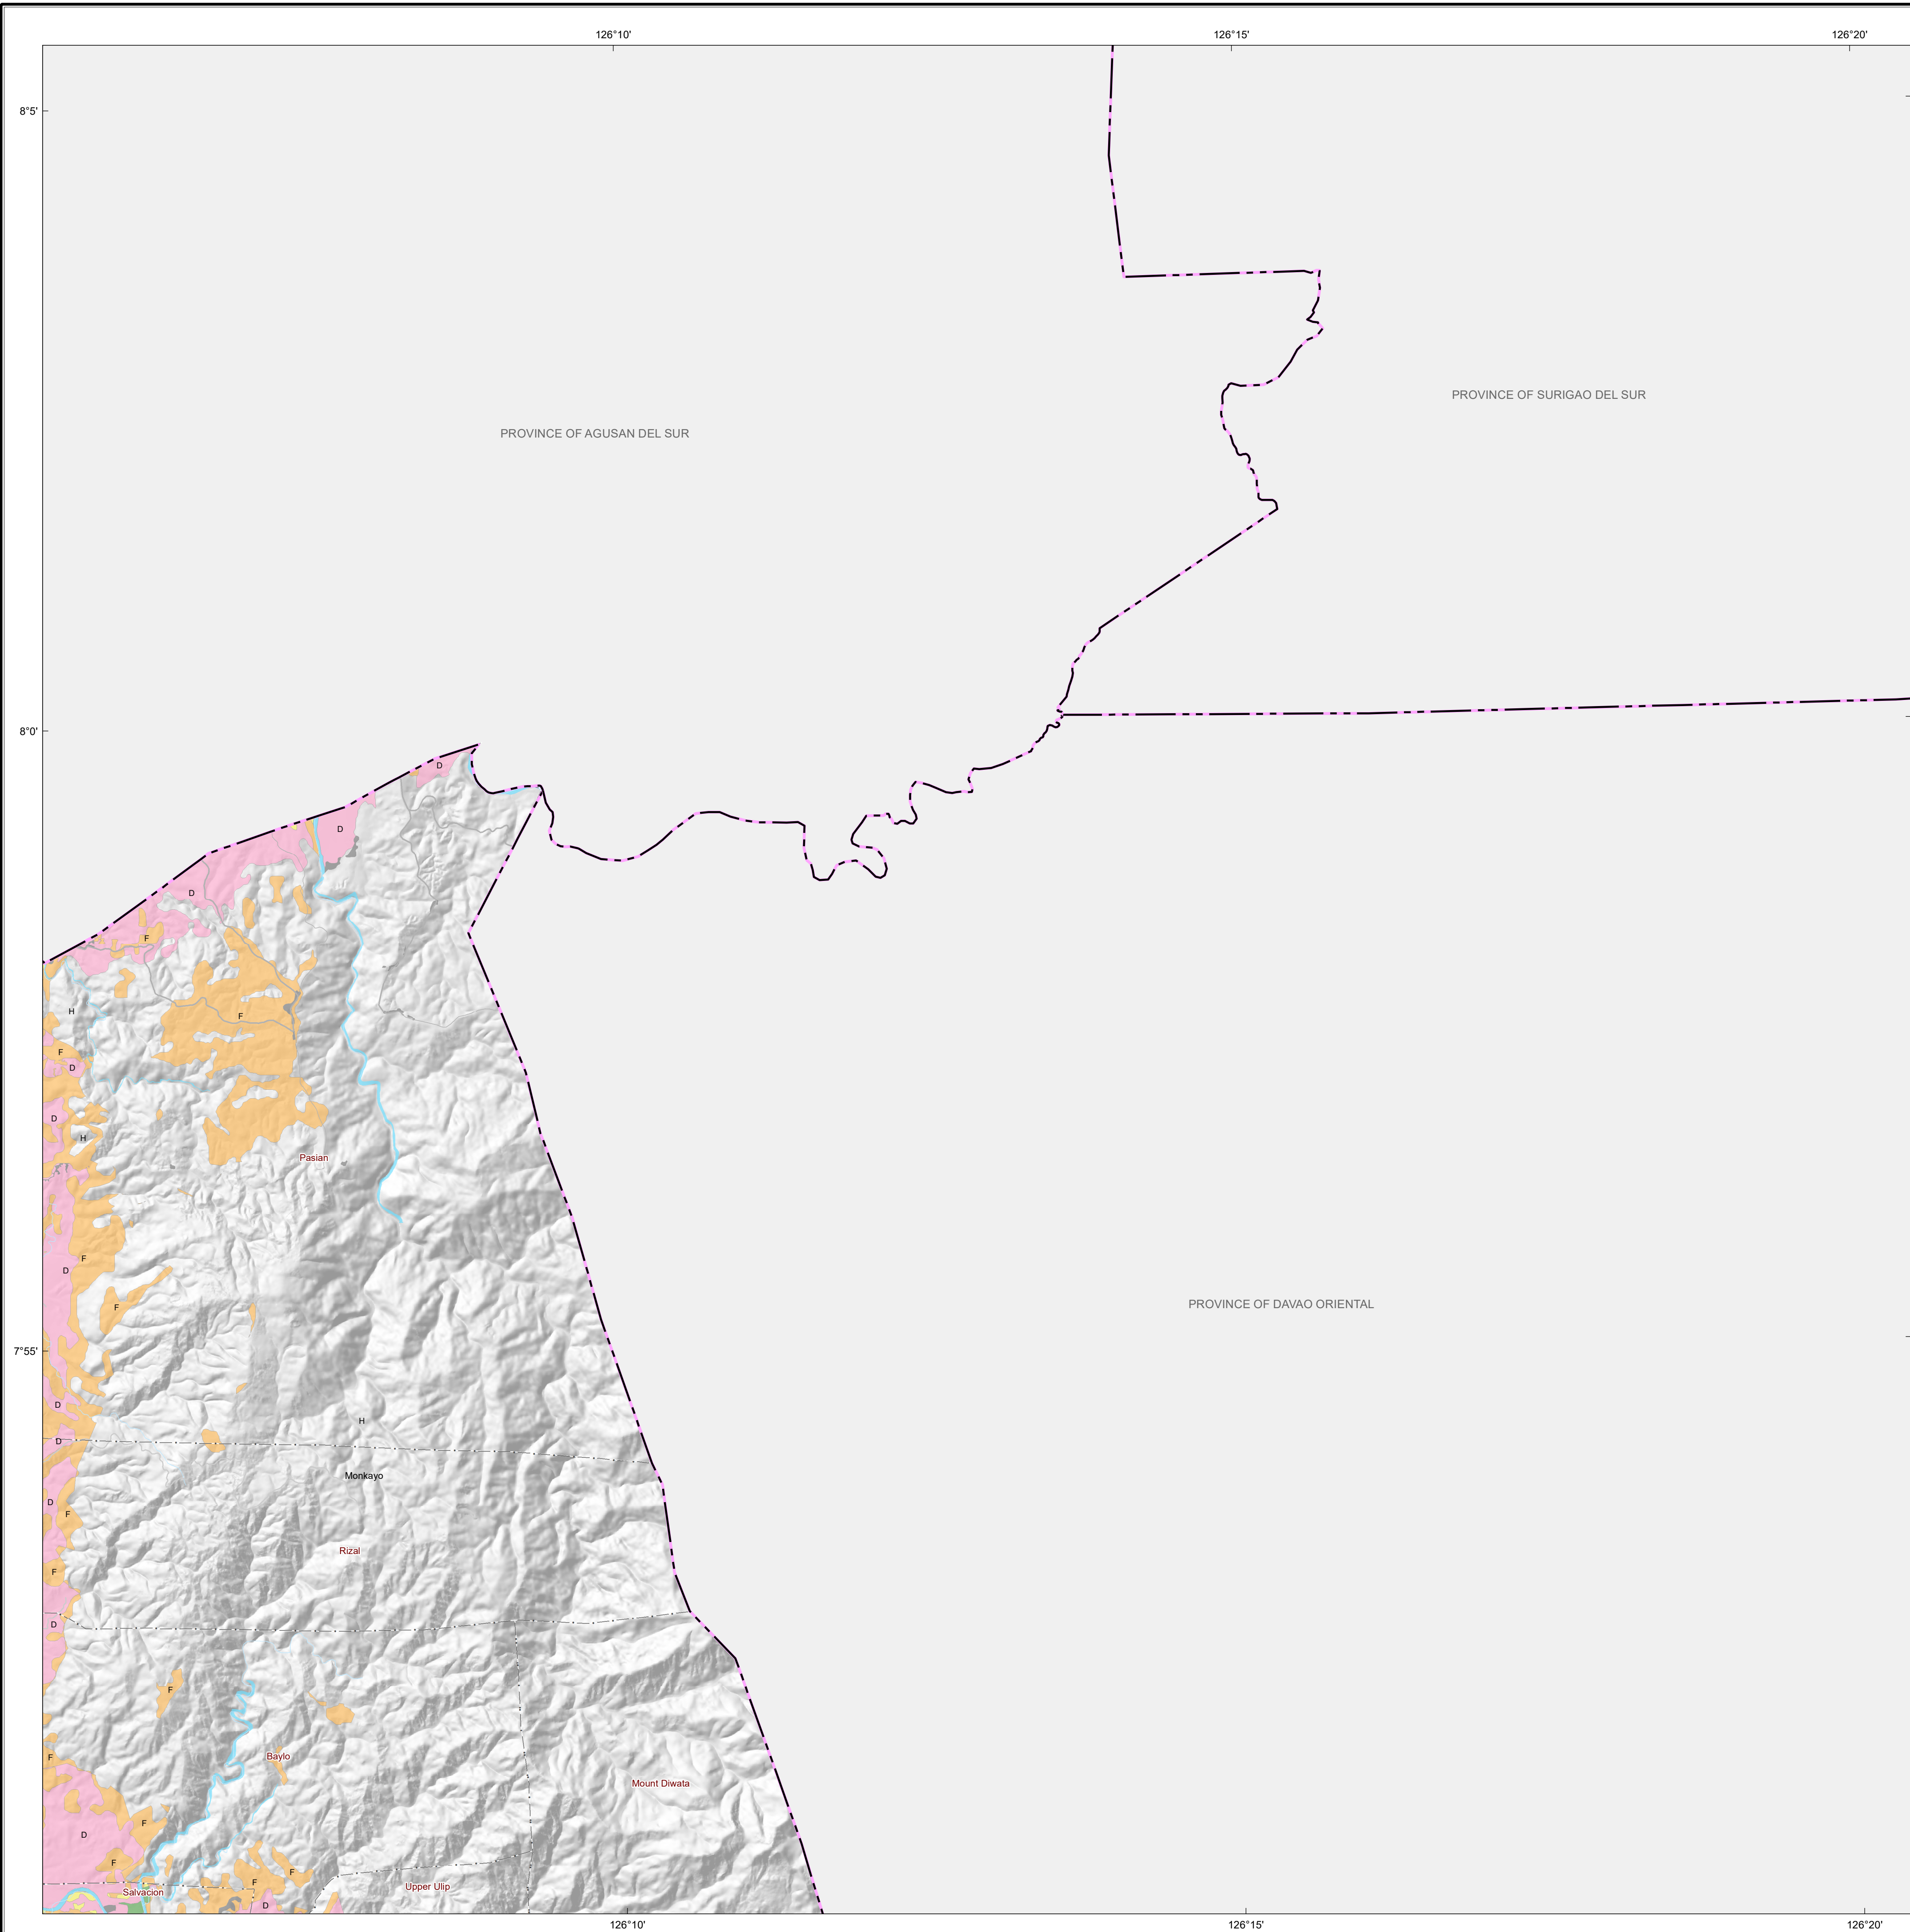 126°10'
126°15'
126°20'
8°5'
PROVINCE OF SURIGAO DEL SUR
PROVINCE OF AGUSAN DEL SUR
8°0'
D
D
D
F
H
F
F
D
D
H
Pasian
F
D
PROVINCE OF DAVAO ORIENTAL
F
7°55'
D
H
D
Monkayo
D
F
Rizal
F
D
F
Baylo
F
Mount Diwata
F
D
F
F
F
Upper Ulip
Salvacion
D
126°10'
126°15'
126°20'